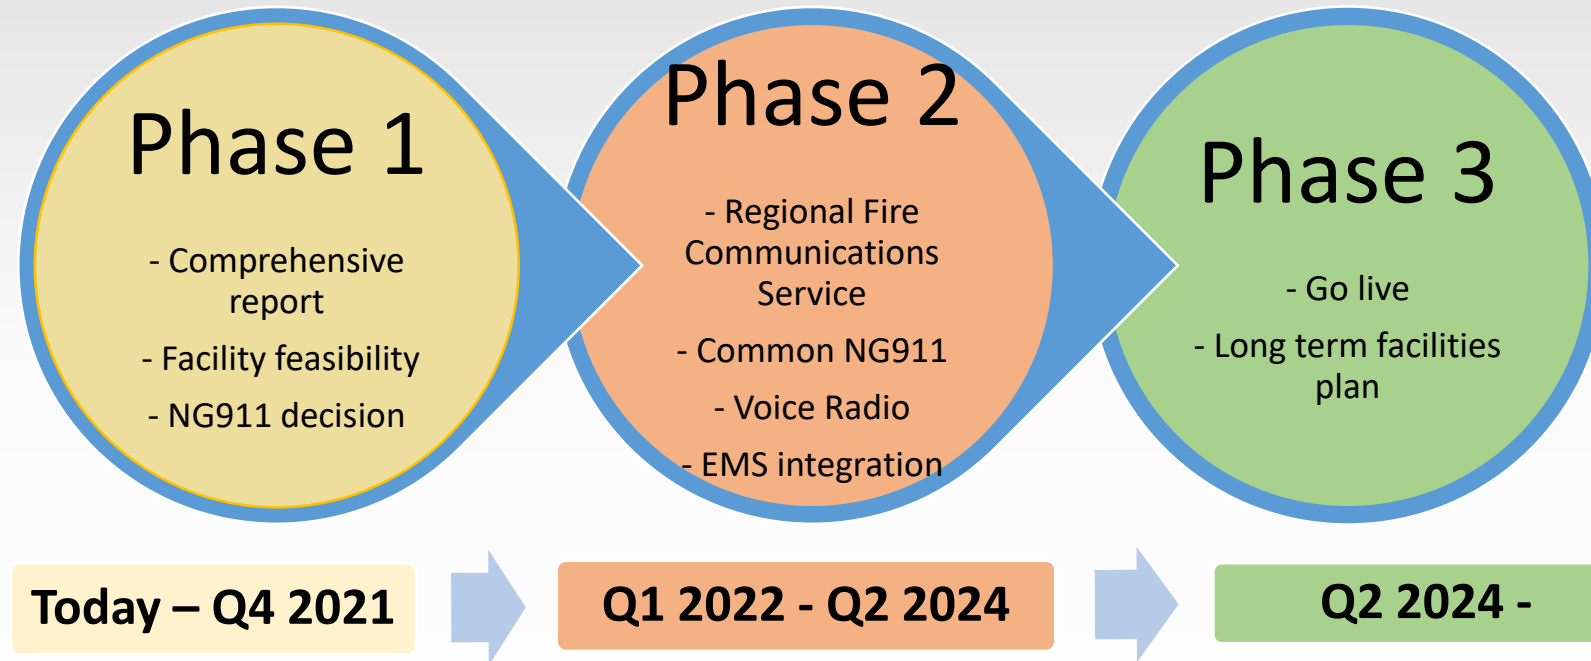 Phase 1
- Comprehensive
report
- Facility feasibility
- NG911 decision
Phase 2
- Regional Fire
Communications
Service
- Common NG911
- Voice Radio
- EMS integration
Phase 3
- Go live
- Long term facilities
plan
Today – Q4 2021
Q1 2022 - Q2 2024
Q2 2024 -